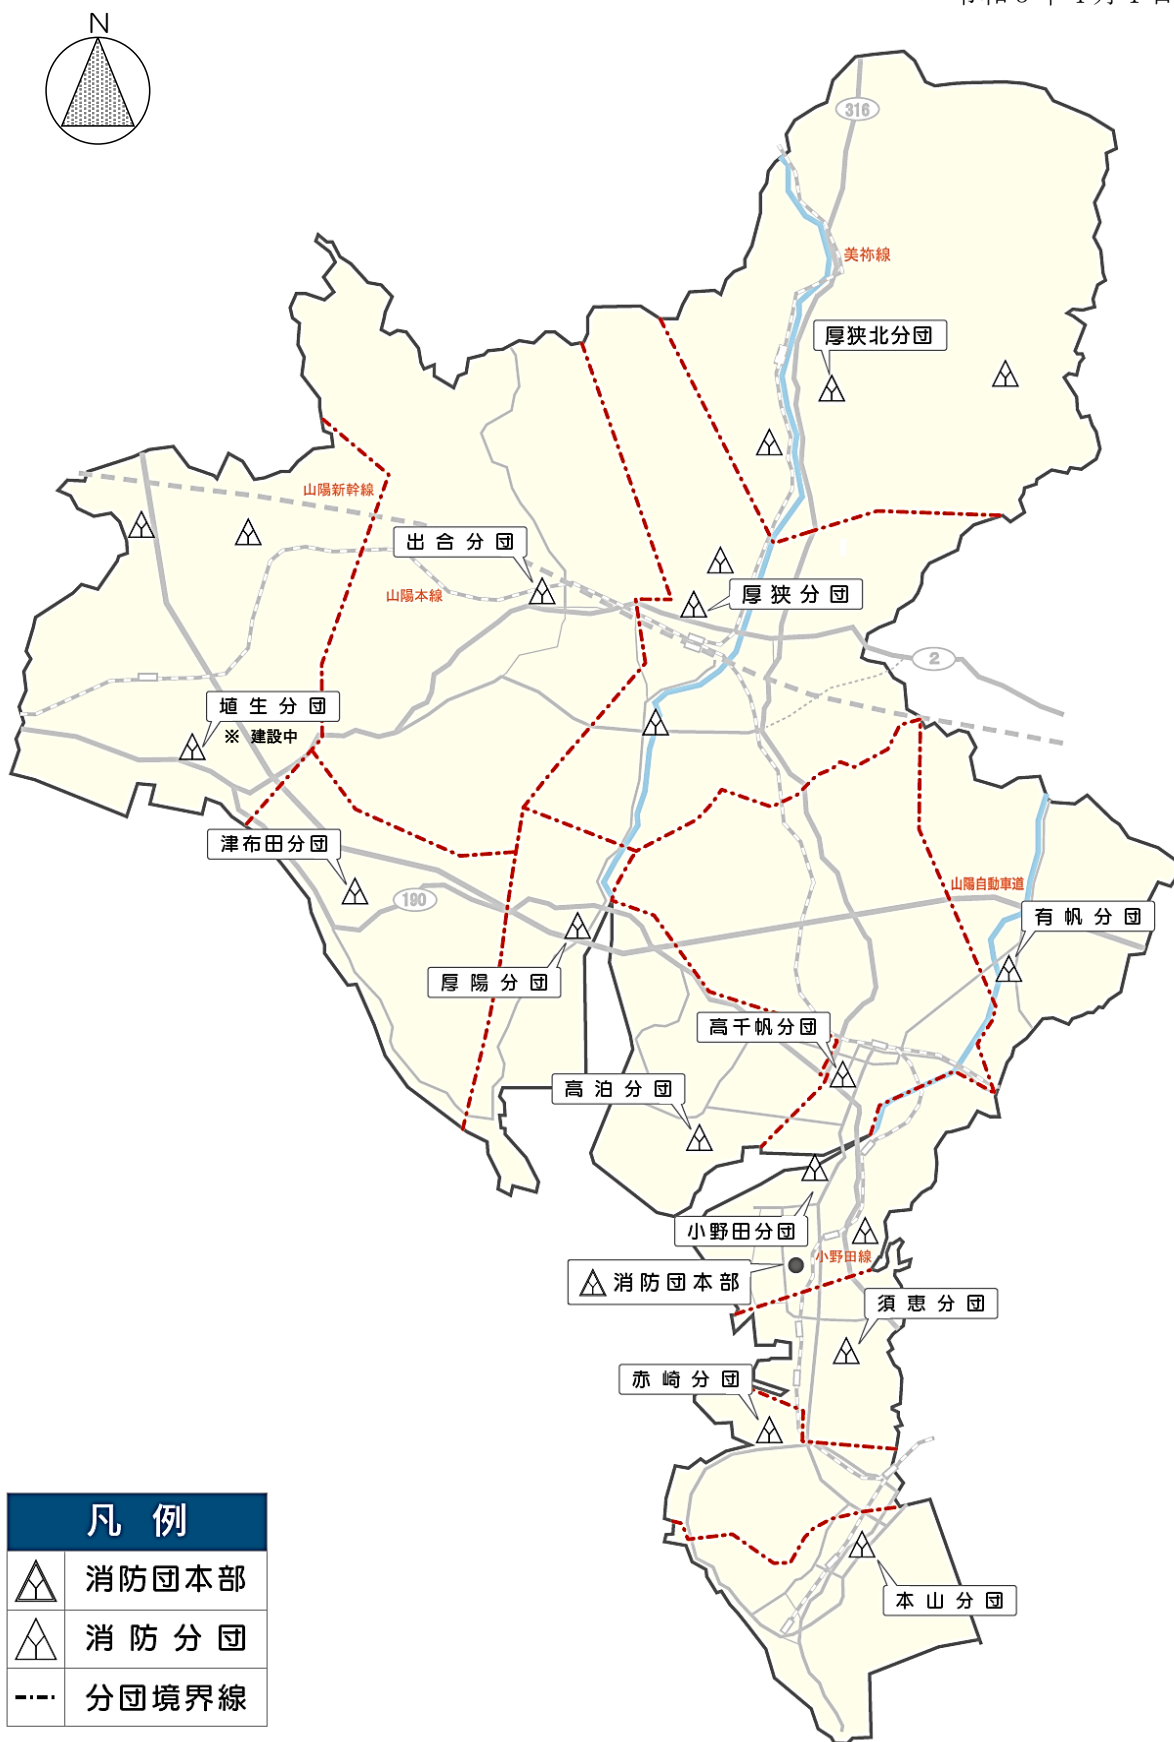 N
316
美祢線
厚狭北分団
山陽新幹線
出合分団
山陽本線
厚狭分団
2
埴生分団
※ 建設中
津布田分団
190
山陽自動車道
有帆分団
厚陽分団
高千帆分団
高泊分団
小野田分団
小野田線
消防団本部
須恵分団
赤崎分団
本山分団
凡例
消防団本部
消防分団
分団境界線